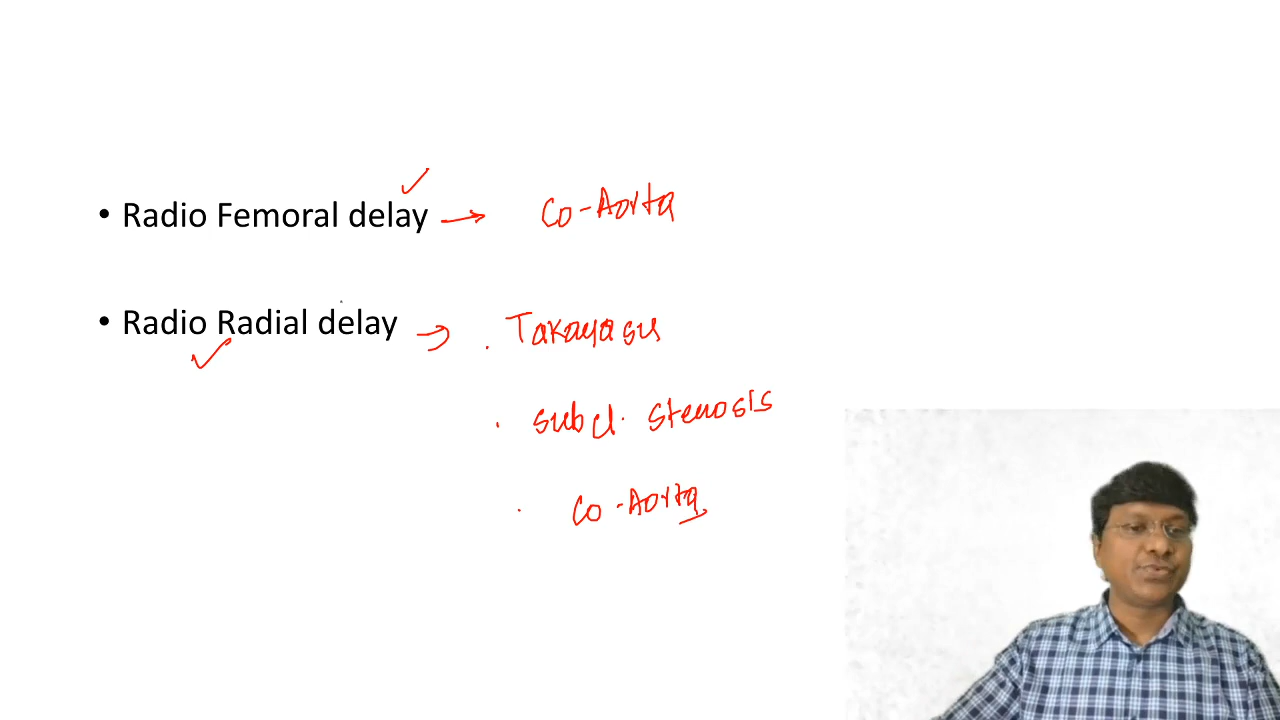 • Radio Femoral delay → Co-Aorta
• Radio Radial delay → . Takayasu
. Subcl. Stenosis
. Co-Aorta